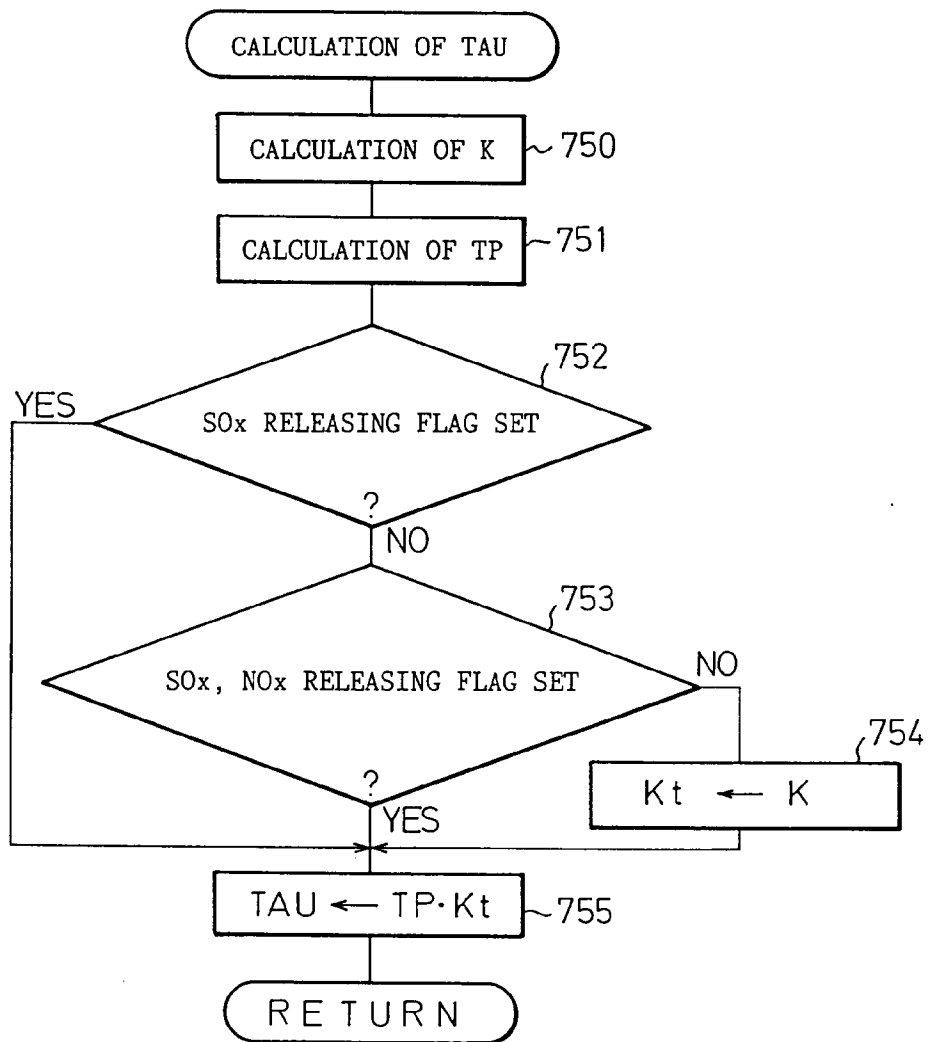 CALCULATION OF TAU
CALCULATION OF K
750
CALCULATION OF TP
751
752
YES
SOx RELEASING FLAG SET
?
NO
753
SOx, NOx RELEASING FLAG SET
NO
?
YES
754
Kt ← K
TAU ← TP·Kt
755
RETURN